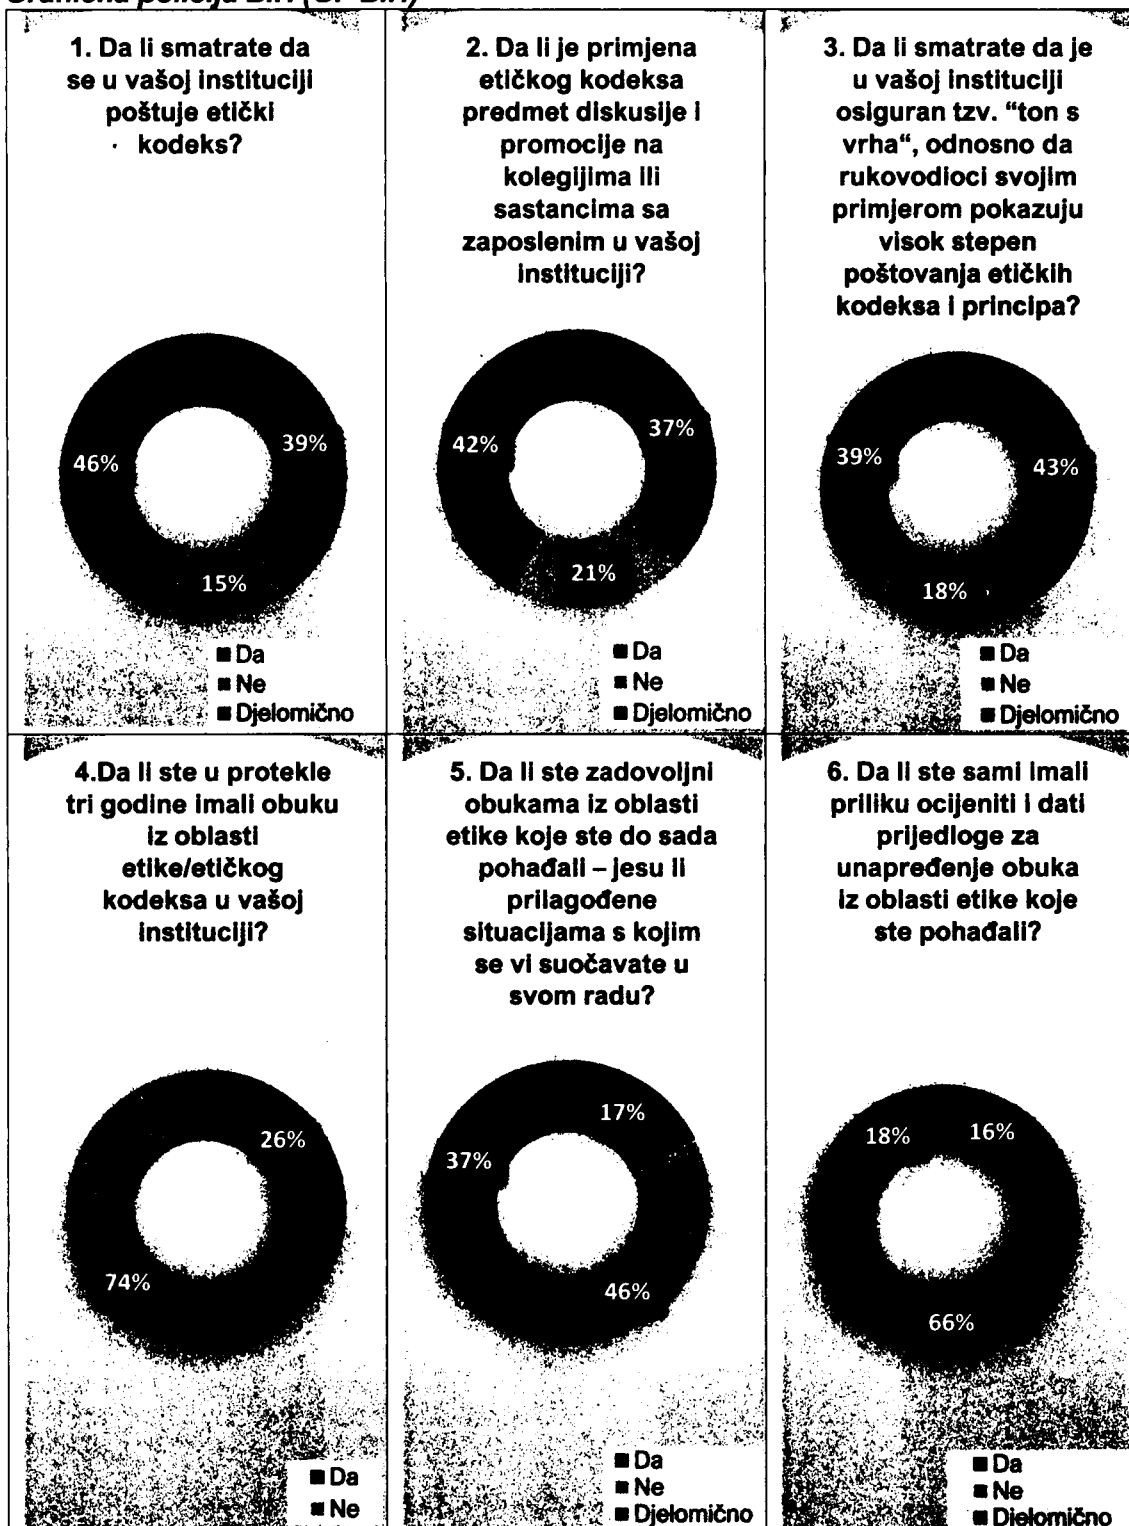 1. Da li smatrate da
se u vašoj instituciji
poštuje etički
kodeks?
46%
39%
15%
Da
Ne
Djelomično
2. Da li je primjena
etičkog kodeksa
predmet diskusije i
promocije na
kolegijima ili
sastancima sa
zaposlenim u vašoj
instituciji?
42%
37%
21%
Da
Ne
Djelomično
3. Da li smatrate da je
u vašoj instituciji
osiguran tzv. “ton s
vrha“, odnosno da
rukovodioci svojim
primjerom pokazuju
visok stepen
poštovanja etičkih
kodeksa i principa?
39%
43%
18%
Da
Ne
Djelomično
4.Da li ste u protekle
tri godine imali obuku
iz oblasti
etike/etičkog
kodeksa u vašoj
instituciji?
26%
74%
Da
Ne
5. Da li ste zadovoljni
obukama iz oblasti
etike koje ste do sada
pohađali – jesu li
prilagođene
situacijama s kojim
se vi suočavate u
svom radu?
17%
37%
46%
Da
Ne
Djelomično
6. Da li ste sami imali
priliku ocijeniti i dati
prijedloge za
unapređenje obuka
iz oblasti etike koje
ste pohađali?
18%
16%
66%
Da
Ne
Djelomično